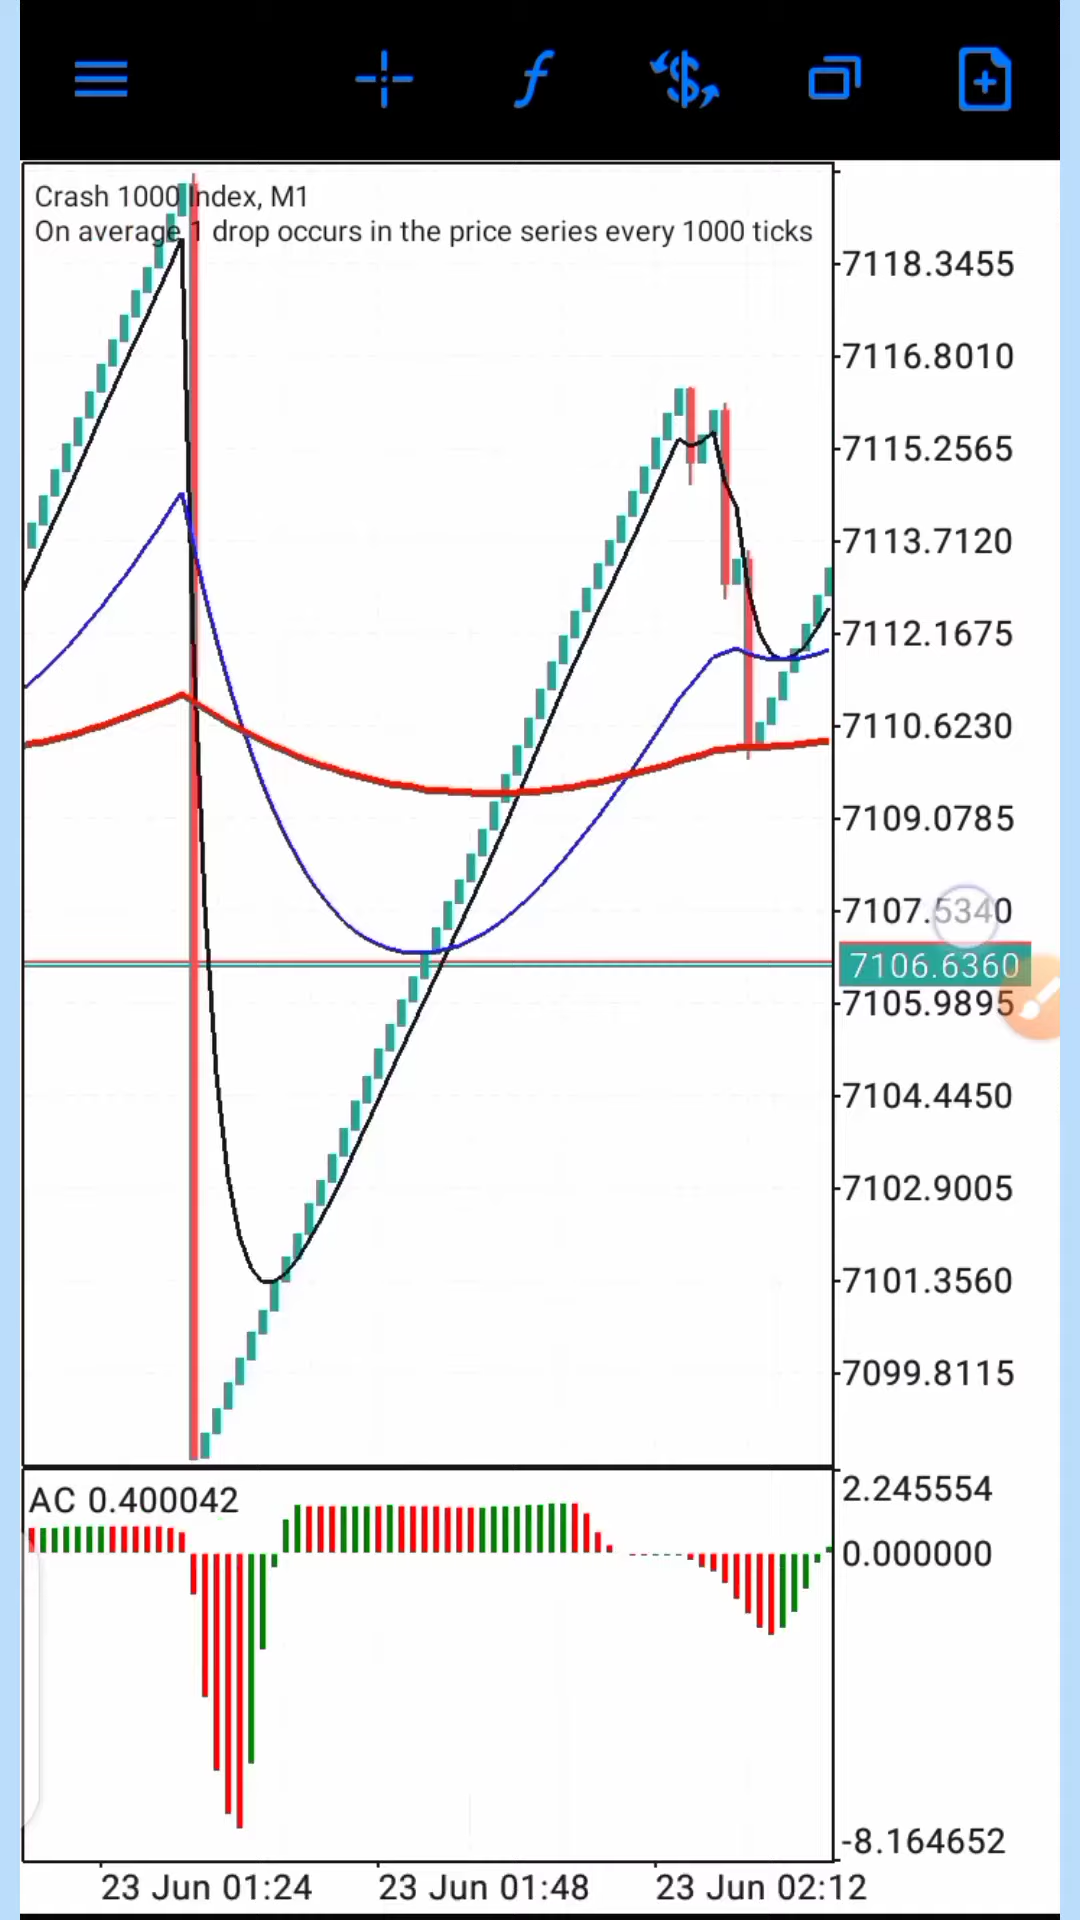 Crash 1000 Index, M1
On average 1 drop occurs in the price series every 1000 ticks
7118.3455
7116.8010
7115.2565
7113.7120
7112.1675
7110.6230
7109.0785
7107.5340
7106.6360
7105.9895
7104.4450
7102.9005
7101.3560
7099.8115
AC 0.400042
2.245554
0.000000
-8.164652
23 Jun 01:24
23 Jun 01:48
23 Jun 02:12